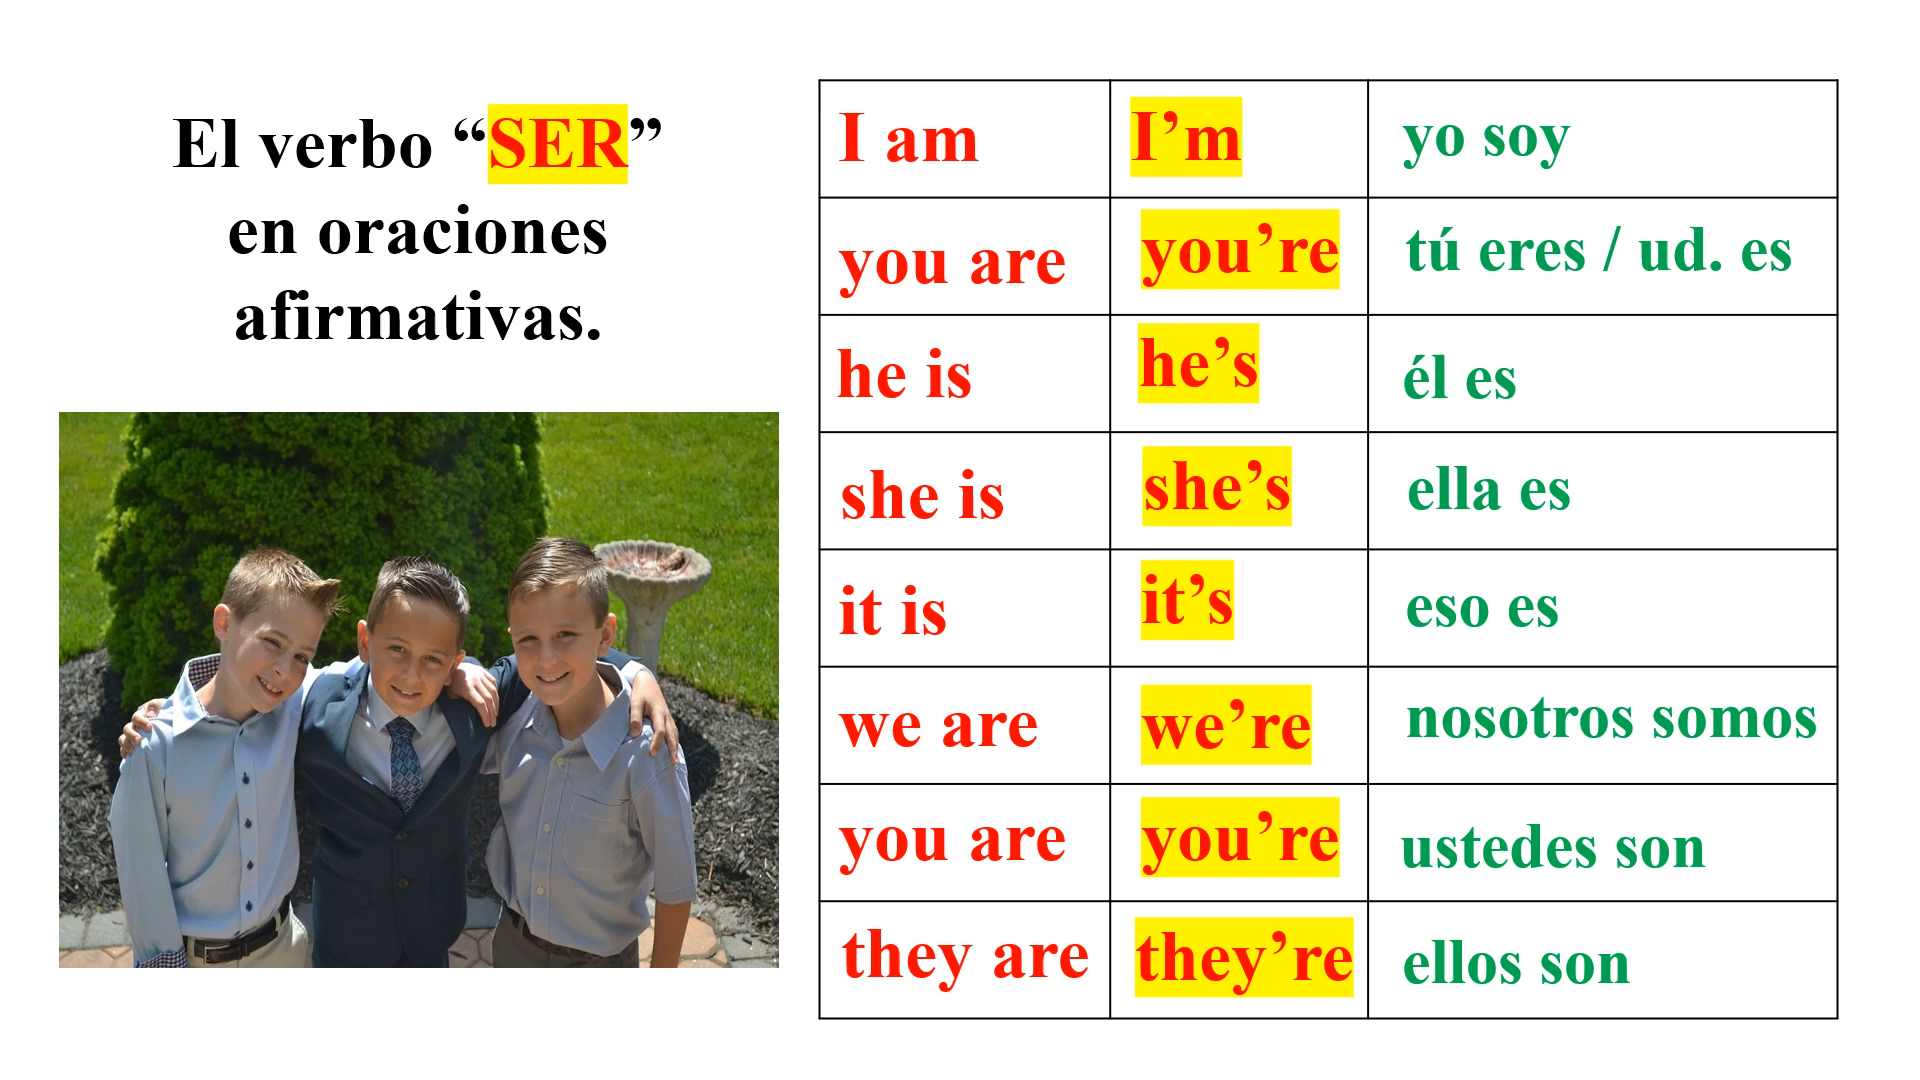 El verbo “SER”
en oraciones
afirmativas.
I am I’m yo soy
you are you’re tú eres / ud. es
he is he’s él es
she is she’s ella es
it is it’s eso es
we are we’re nosotros somos
you are you’re ustedes son
they are they’re ellos son